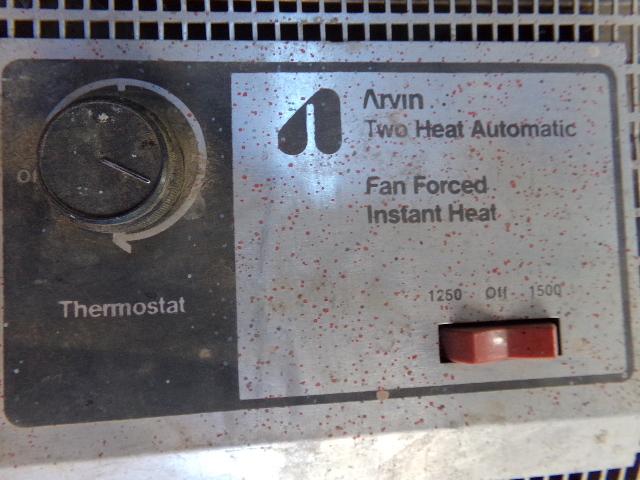 Arvin
Two Heat Automatic
Fan Forced
Instant Heat
1250 Off 1500
Thermostat